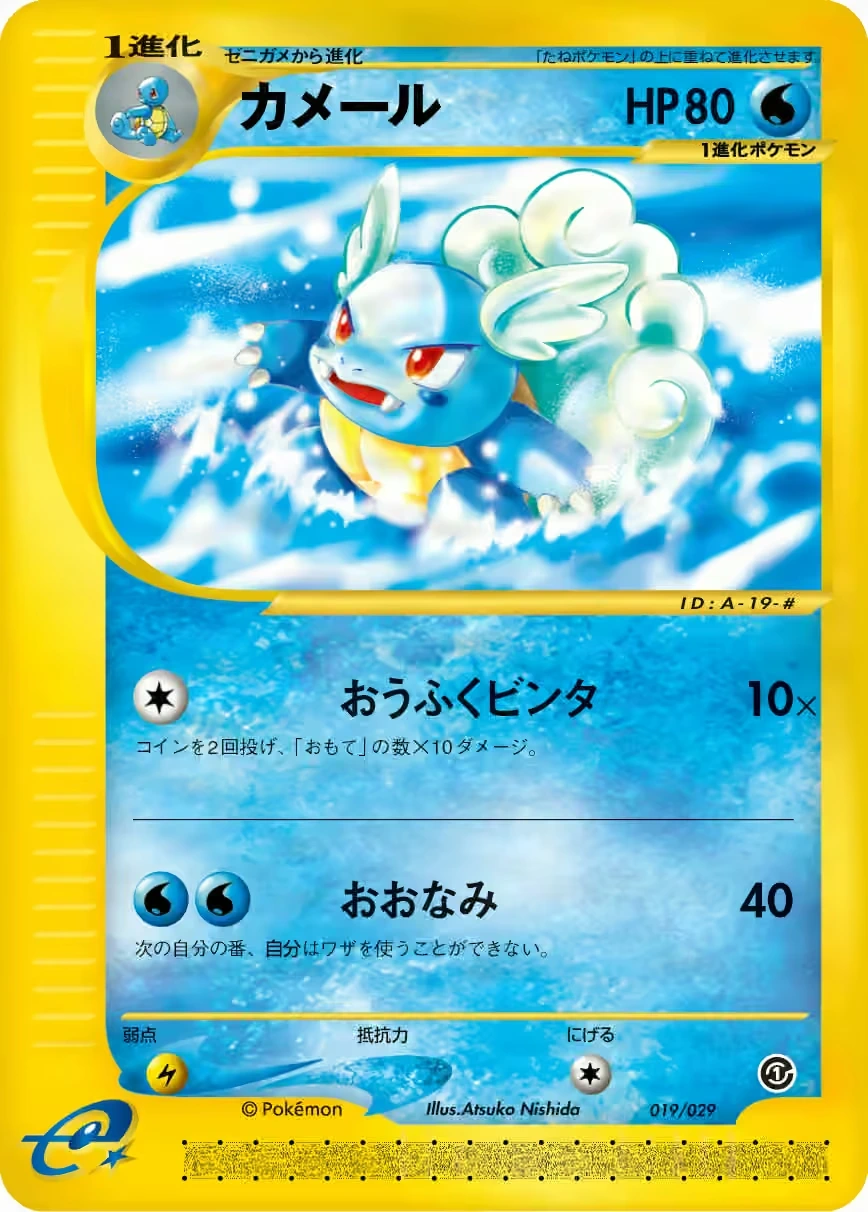 1進化
ゼニガメから進化
「たねポケモン」の上に重ねて進化させます。
カメール
HP80
1進化ポケモン
ID:A-19-#
おうふくビンタ 10×
コインを2回投げ、「おもて」の数×10ダメージ。
おおなみ 40
次の自分の番、自分はワザを使うことができない。
弱点 抵抗力 にげる
1
© Pokémon Illus.Atsuko Nishida 019/029
e